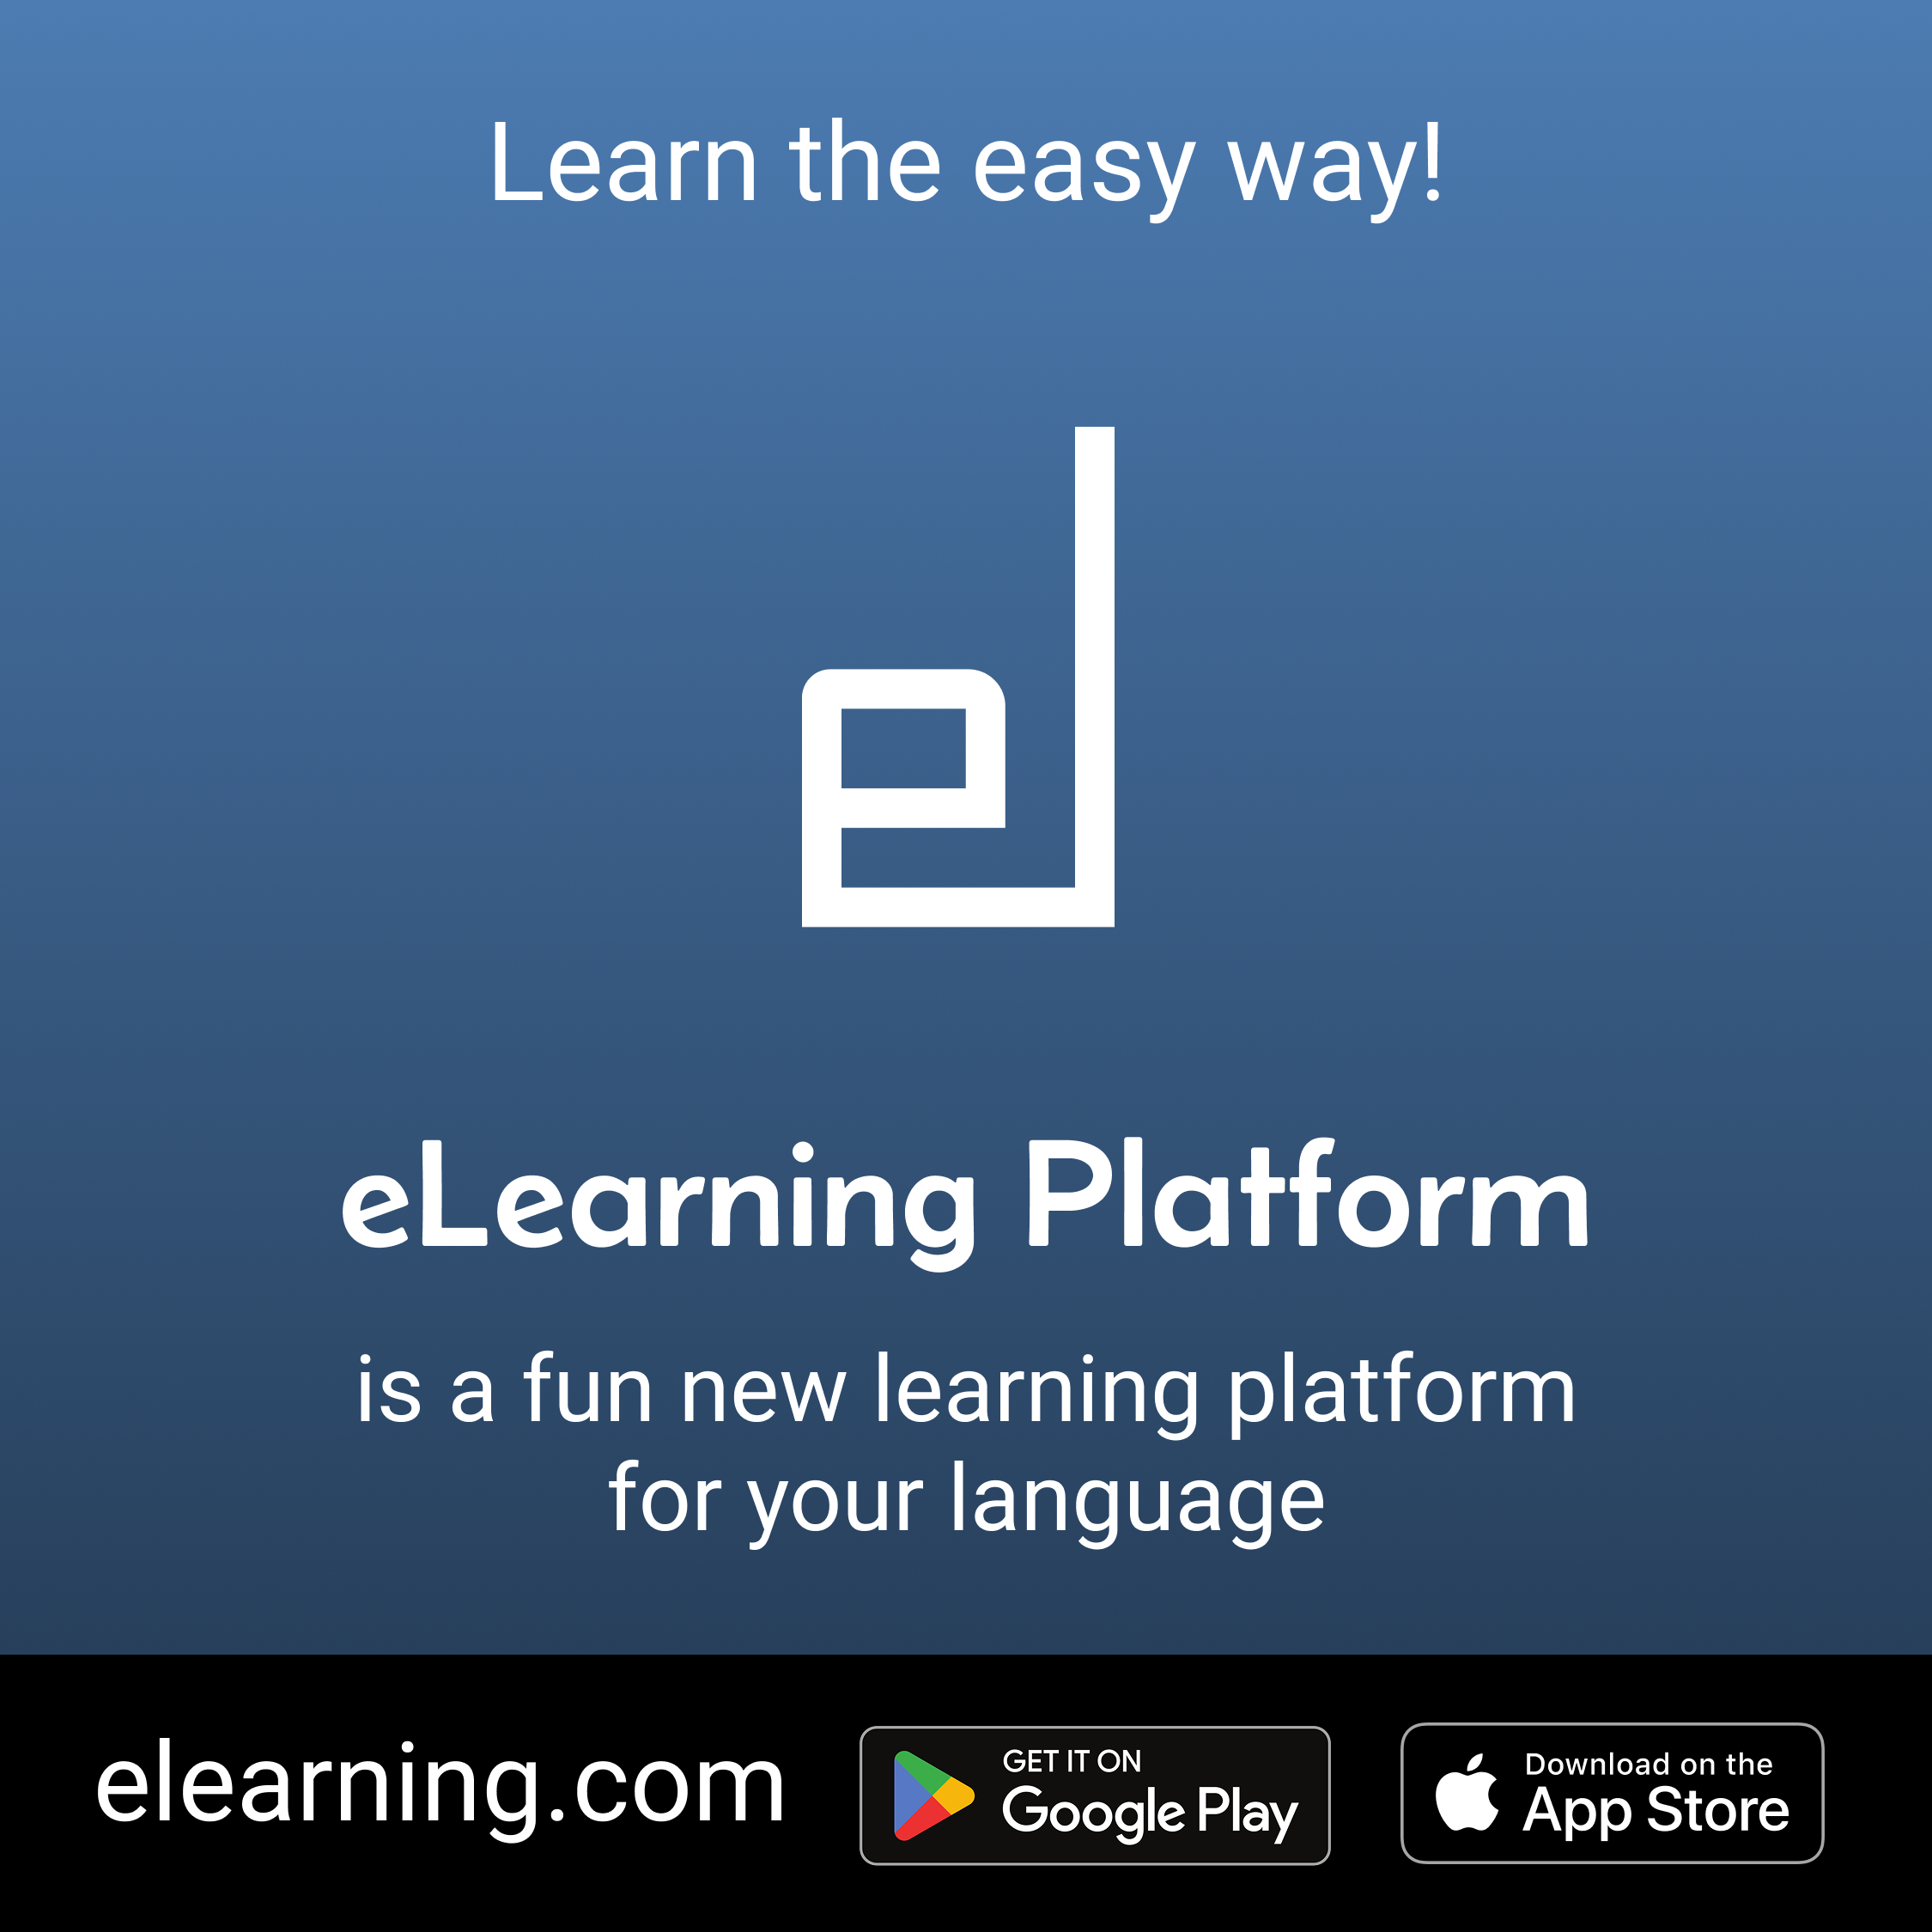 Learn the easy way!
el
eLearning Platform
is a fun new learning platform
for your language
elearning.com
GET IT ON
Google Play
Download on the
App Store